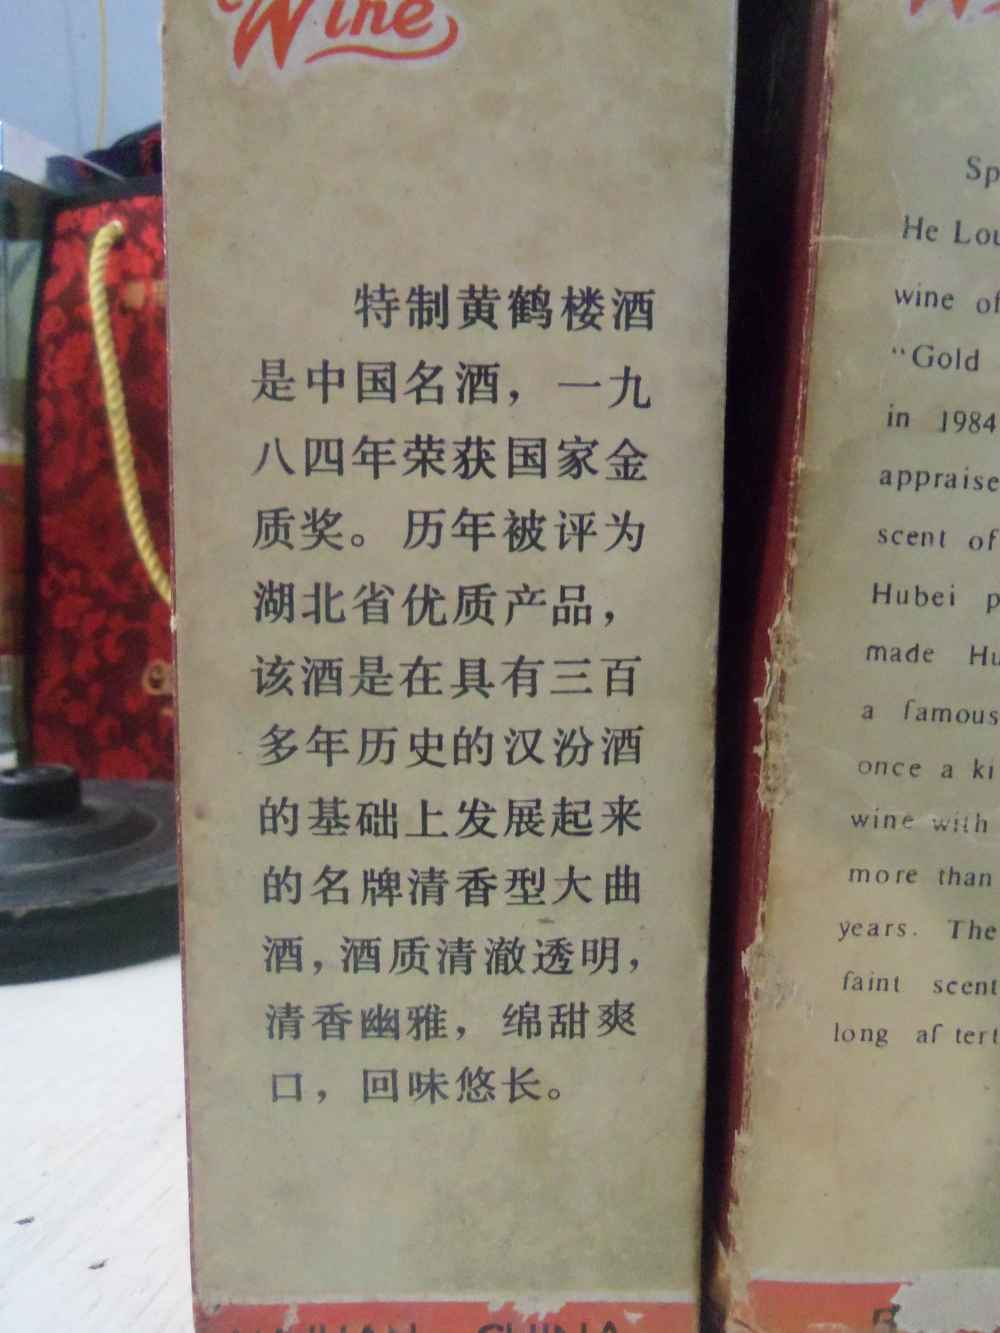 Wine
特制黄鹤楼酒
是中国名酒，一九
八四年荣获国家金
质奖。历年被评为
湖北省优质产品，
该酒是在具有三百
多年历史的汉汾酒
的基础上发展起来
的名牌清香型大曲
酒，酒质清澈透明，
清香幽雅，绵甜爽
口，回味悠长。
CHINA
Sp
He Lou
wine of
"Gold
in 1984
appraise
scent of
Hubei p
made Hu
a famous
once a ki
wine with
more than
years. The
faint scent
long aftert